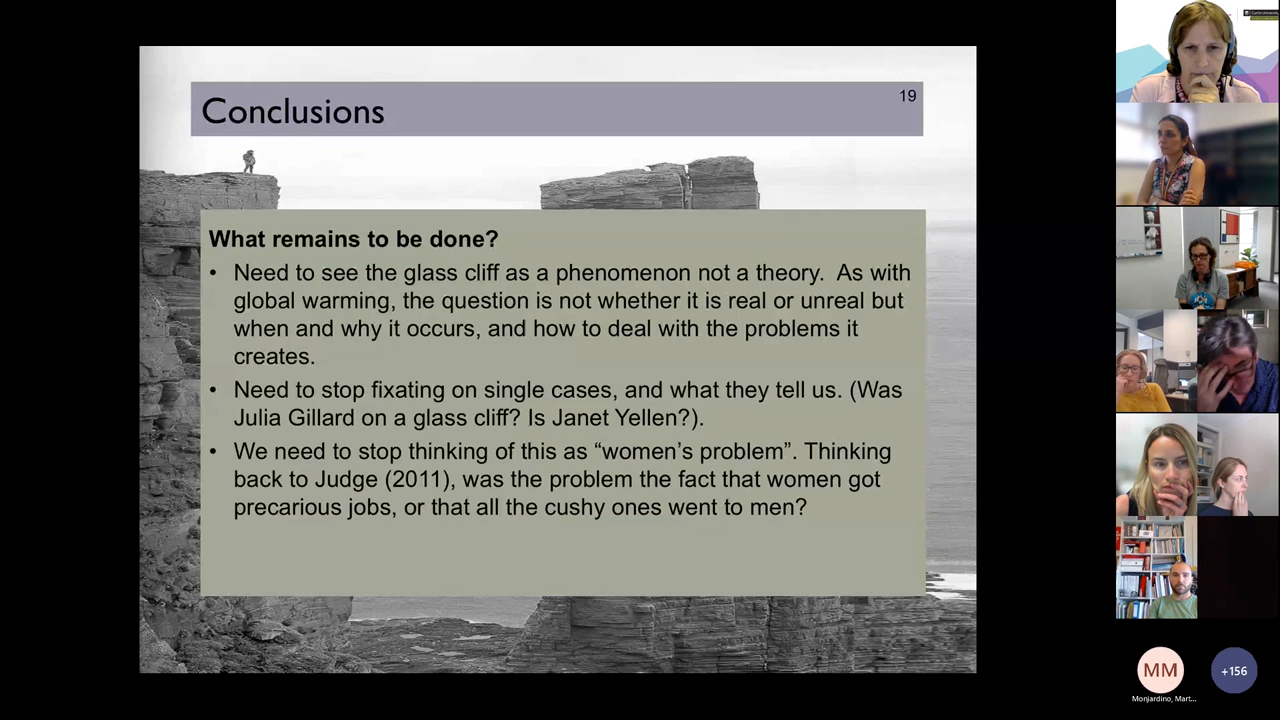 Conclusions
19
What remains to be done?
• Need to see the glass cliff as a phenomenon not a theory.  As with
global warming, the question is not whether it is real or unreal but
when and why it occurs, and how to deal with the problems it
creates.
• Need to stop fixating on single cases, and what they tell us. (Was
Julia Gillard on a glass cliff? Is Janet Yellen?).
• We need to stop thinking of this as “women’s problem”. Thinking
back to Judge (2011), was the problem the fact that women got
precarious jobs, or that all the cushy ones went to men?
MM
+156
Monjardino, Mart...